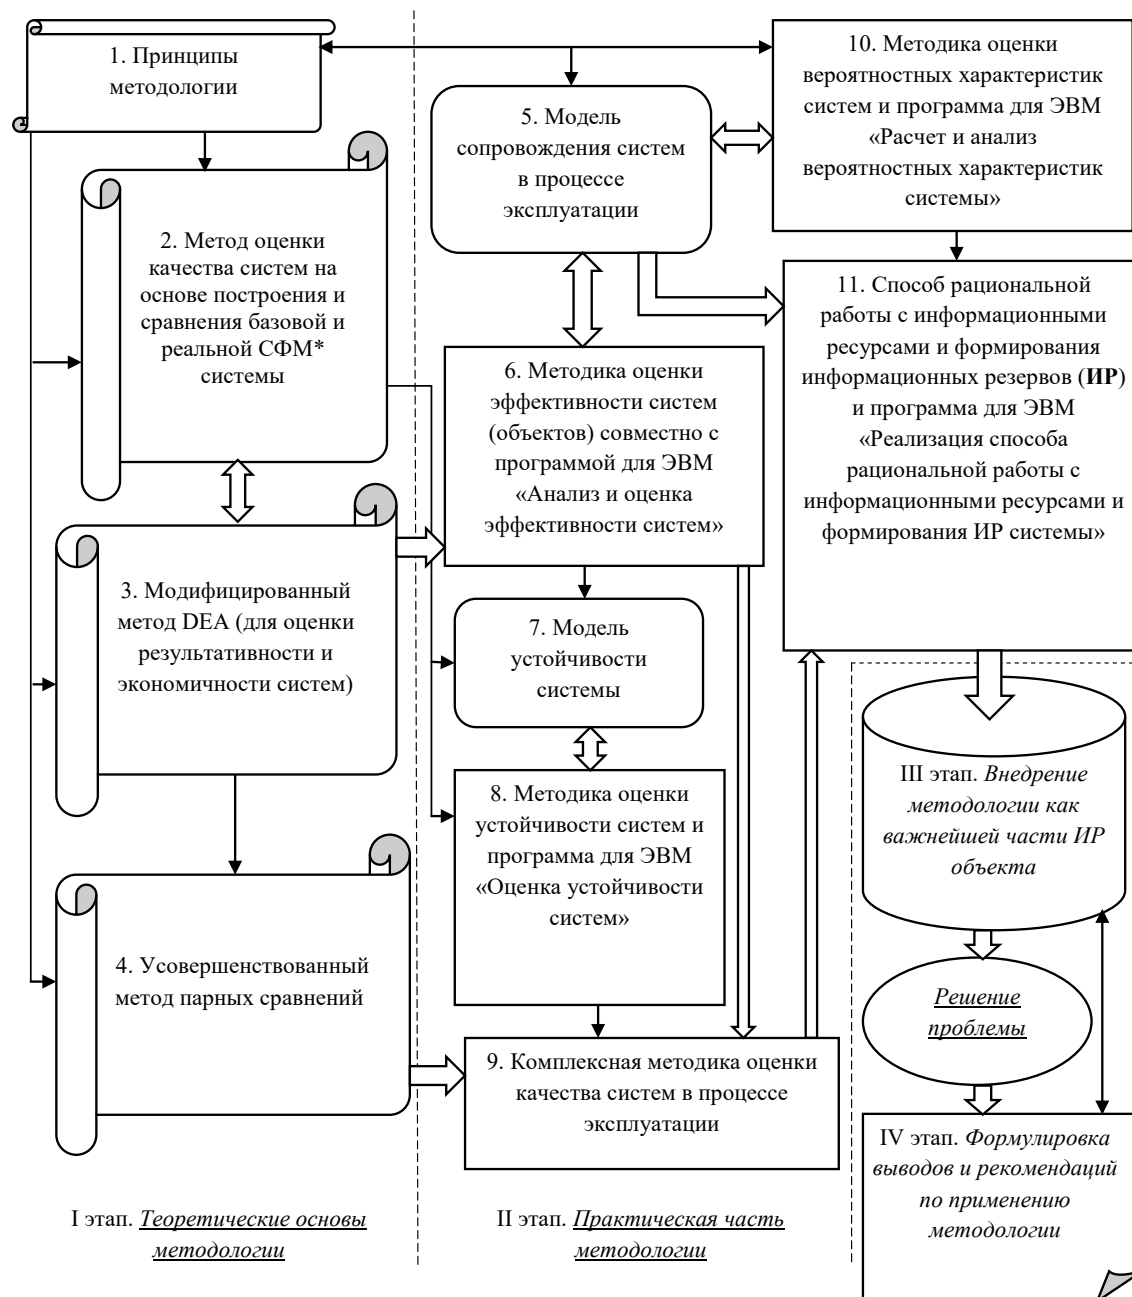 1. Принципы
методологии
2. Метод оценки
качества систем на
основе построения и
сравнения базовой и
реальной СФМ*
системы
3. Модифицированный
метод DEA (для оценки
результативности и
экономичности систем)
4. Усовершенствованный
метод парных сравнений
I этап. Теоретические основы
методологии
5. Модель
сопровождения систем
в процессе
эксплуатации
6. Методика оценки
эффективности систем
(объектов) совместно с
программой для ЭВМ
«Анализ и оценка
эффективности систем»
7. Модель
устойчивости
системы
8. Методика оценки
устойчивости систем и
программа для ЭВМ
«Оценка устойчивости
систем»
9. Комплексная методика оценки
качества систем в процессе
эксплуатации
II этап. Практическая часть
методологии
10. Методика оценки
вероятностных характеристик
систем и программа для ЭВМ
«Расчет и анализ
вероятностных характеристик
системы»
11. Способ рациональной
работы с информационными
ресурсами и формирования
информационных резервов (ИР)
и программа для ЭВМ
«Реализация способа
рациональной работы с
информационными ресурсами и
формирования ИР системы»
III этап. Внедрение
методологии как
важнейшей части ИР
объекта
Решение
проблемы
IV этап. Формулировка
выводов и рекомендаций
по применению
методологии